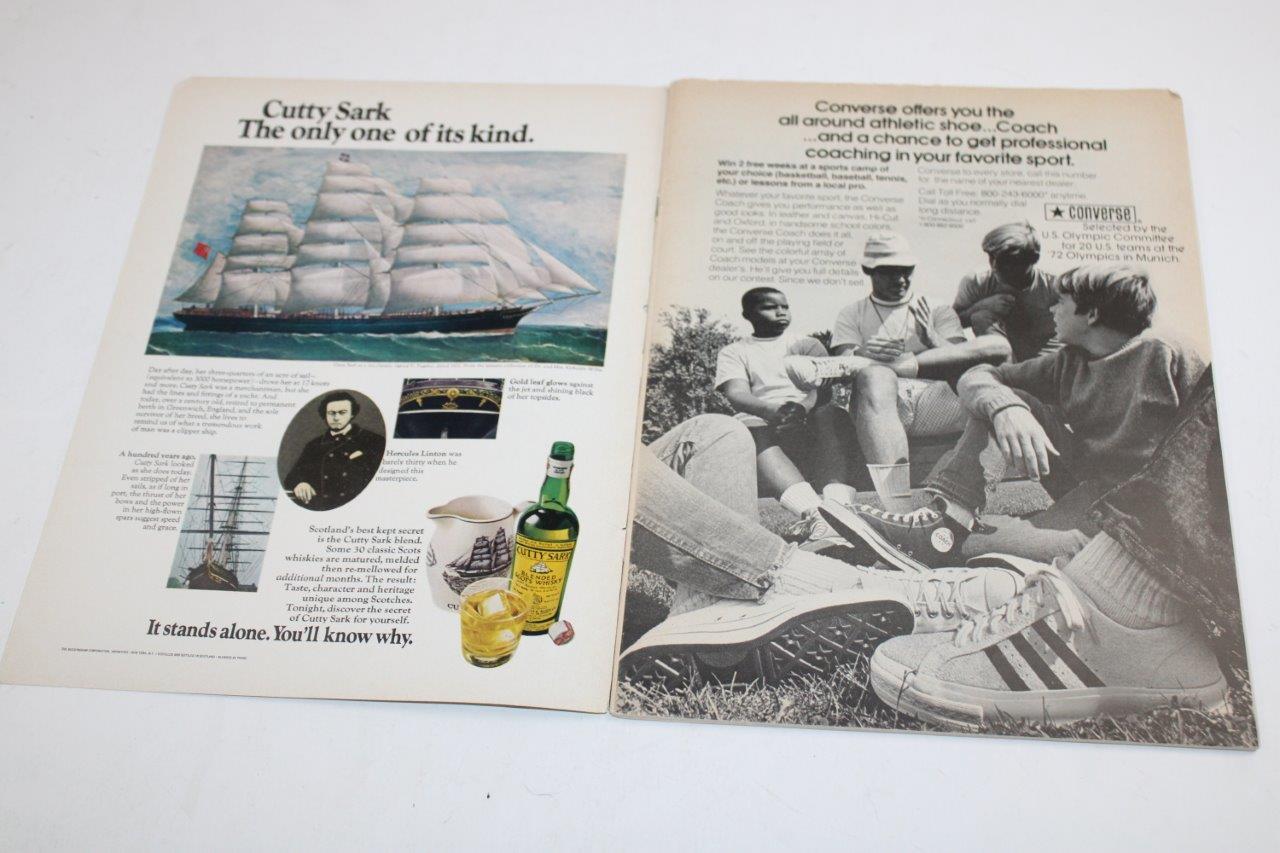 Cutty Sark
The only one of its kind.
Day after day, her three-quarters of an acre of sail—
(equivalent to 3000 horsepower)—drove her at 17 knots
and more. Cutty Sark was a merchantman, but she
had the lines and fittings of a yacht. And
today, over a century old, retired to permanent
berth in Greenwich, England, and the sole
survivor of her breed, she lives to
remind us of what a tremendous work
of man was a clipper ship.
Gold leaf glows against
the jet and shining black
of her topsides.
A hundred years ago,
Cutty Sark looked
as she does today.
Even stripped of her
sails, as if long in
port, the thrust of her
bows and the power
in her high-flown
spars suggest speed
and grace.
Hercules Linton was
barely thirty when he
designed this
masterpiece.
Scotland's best kept secret
is the Cutty Sark blend.
Some 30 classic Scots
whiskies are matured, melded
then re-mellowed for
additional months. The result:
Taste, character and heritage
unique among Scotches.
Tonight, discover the secret
of Cutty Sark for yourself.
CUTTY SARK
BLENDED
SCOTS WHISKY
CU
It stands alone. You'll know why.
Converse offers you the
all around athletic shoe...Coach
...and a chance to get professional
coaching in your favorite sport.
Win 2 free weeks at a sports camp of
your choice (basketball, baseball, tennis,
etc.) or lessons from a local pro.
Whatever your favorite sport, the Converse
Coach gives you performance as well as
good looks. In leather and canvas, Hi-Cut
and Oxford, in handsome school colors,
the Converse Coach does it all,
on and off the playing field or
court. See the colorful array of
Coach models at your Converse
dealer's. He'll give you full details
on our contest. Since we don't sell
Converse to every store, call this number
for the name of your nearest dealer.
Call Toll Free: 800-243-6000* anytime.
Dial as you normally dial
long distance.
★ CONVERSE®
Selected by the
U.S. Olympic Committee
for 20 U.S. teams at the
'72 Olympics in Munich.